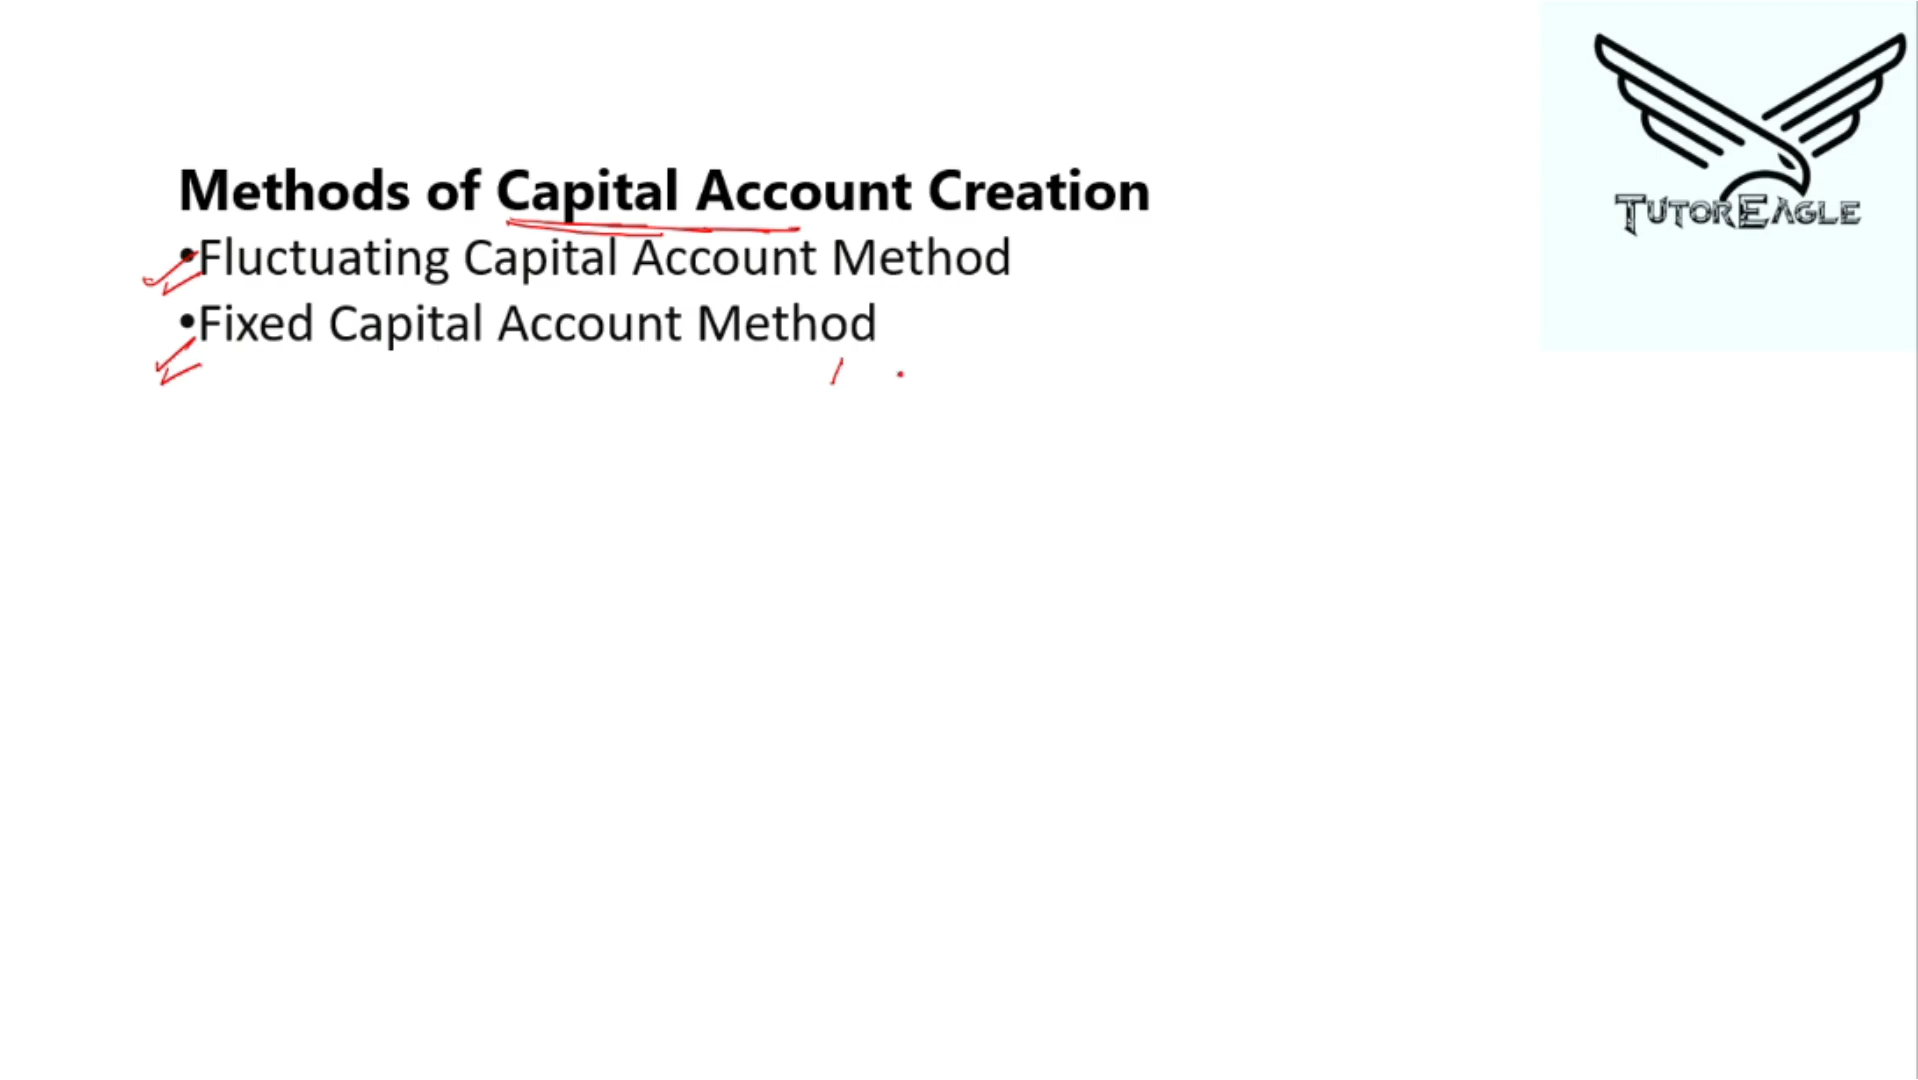 Methods of Capital Account Creation
•Fluctuating Capital Account Method
•Fixed Capital Account Method
TUTOREAGLE